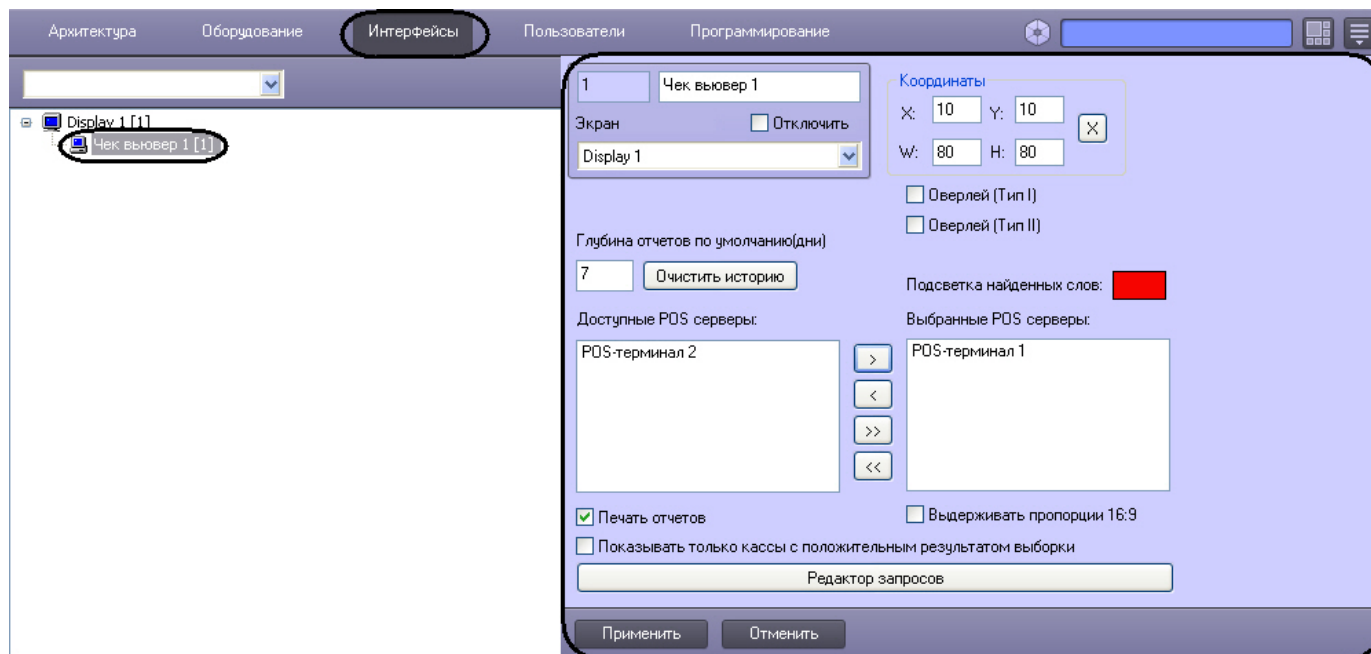 Архитектура Оборудование Интерфейсы Пользователи Программирование
Display 1 [1]
Чек вьювер 1 [1]
1 Чек вьювер 1
Экран Отключить
Display 1
Координаты
X: 10 Y: 10
X
W: 80 H: 80
Оверлей (Тип I)
Оверлей (Тип II)
Глубина отчетов по умолчанию(дни)
7 Очистить историю
Подсветка найденных слов:
Доступные POS серверы: Выбранные POS серверы:
POS-терминал 2 POS-терминал 1
>
<
>>
<<
Печать отчетов Выдерживать пропорции 16:9
Показывать только кассы с положительным результатом выборки
Редактор запросов
Применить Отменить